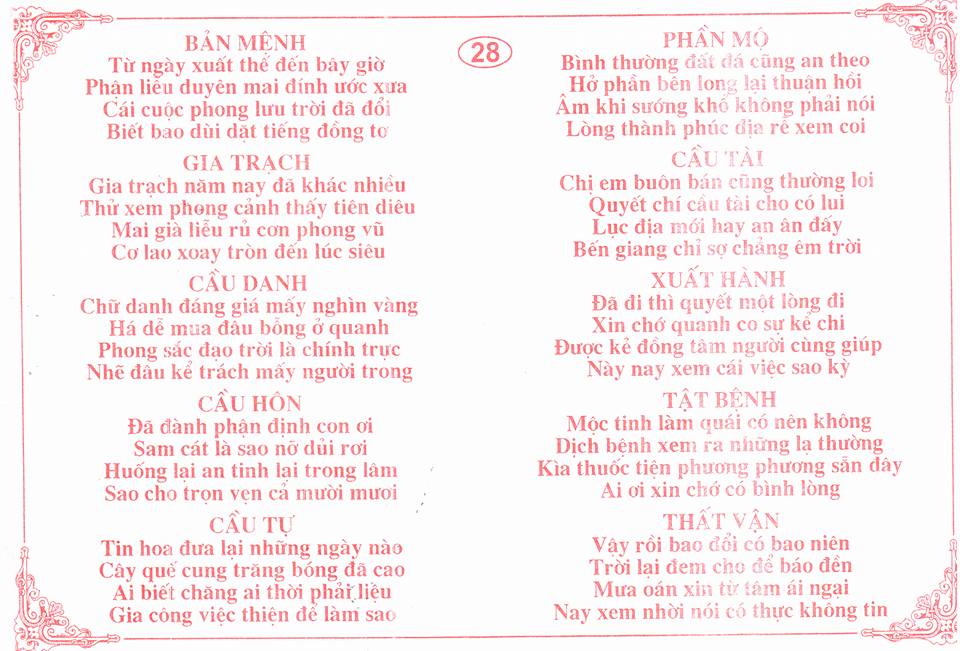 28
BẢN MỆNH
Từ ngày xuất thế đến bây giờ
Phận liễu duyên mai đính ước xưa
Cái cuộc phong lưu trời đã đổi
Biết bao dùi dặt tiếng đồng tơ
GIA TRẠCH
Gia trạch năm nay đã khác nhiều
Thử xem phong cảnh thấy tiên diêu
Mai già liễu rủ cơn phong vũ
Cơ lao xoay tròn đến lúc siêu
CẦU DANH
Chữ danh đáng giá mấy nghìn vàng
Há dễ mua đâu bỗng ở quanh
Phong sắc đạo trời là chính trực
Nhẽ đâu kể trách mấy người trong
CẦU HÔN
Đã đành phận định con ơi
Sam cát là sao nỡ dủi rơi
Huống lại an tinh lại trong lâm
Sao cho trọn vẹn cả mười mươi
CẦU TỰ
Tin hoa đưa lại những ngày nào
Cây quế cung trăng bóng đã cao
Ai biết chăng ai thời phải liệu
Gia công việc thiện để làm sao
PHẦN MỘ
Bình thường đất đá cũng an theo
Hở phần bên long lại thuận hồi
Âm khi sướng khổ không phải nói
Lòng thành phúc địa rẽ xem coi
CẦU TÀI
Chị em buôn bán cũng thường loi
Quyết chí cầu tài cho có lui
Lục địa mới hay an ân đấy
Bến giang chỉ sợ chẳng êm trời
XUẤT HÀNH
Đã đi thì quyết một lòng đi
Xin chớ quanh co sự kể chi
Được kẻ đồng tâm người cùng giúp
Này nay xem cái việc sao kỳ
TẬT BỆNH
Mộc tinh làm quái có nên không
Dịch bệnh xem ra những lạ thường
Kìa thuốc tiện phương phương sẵn đây
Ai ơi xin chớ có bình lòng
THẤT VẬN
Vậy rồi bao đổi có bao niên
Trời lại đem cho để báo đền
Mưa oán xin từ tâm ái ngại
Nay xem nhời nói có thực không tin